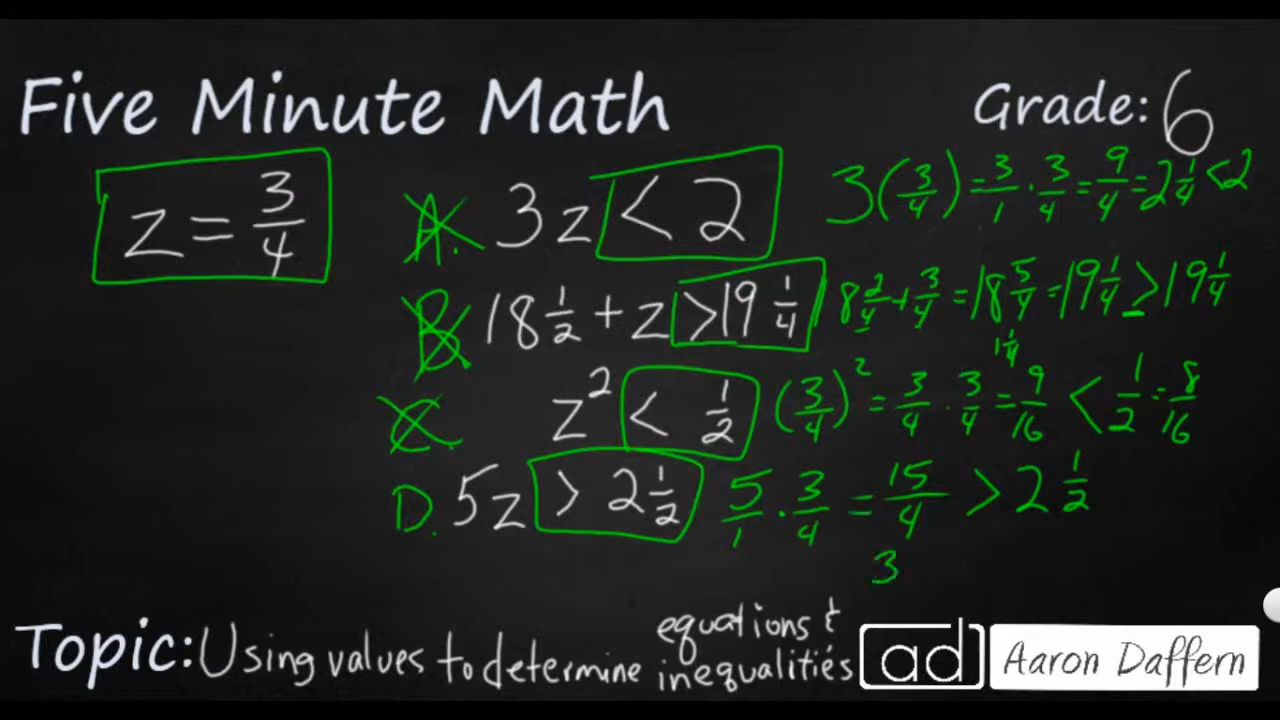 Five Minute Math Grade: 6
z = 3/4
A. 3z < 2 3(3/4) = 3/1 · 3/4 = 9/4 = 2 1/4 < 2
B. 18 1/2 + z > 19 1/4 18 2/4 + 3/4 = 18 5/4 = 19 1/4 > 19 1/4
1 1/4
C. z² < 1/2 (3/4)² = 3/4 · 3/4 = 9/16 < 1/2 = 8/16
D. 5z > 2 1/2 5/1 · 3/4 = 15/4 > 2 1/2
3
Topic: Using values to determine equations & inequalities
ad Aaron Daffern